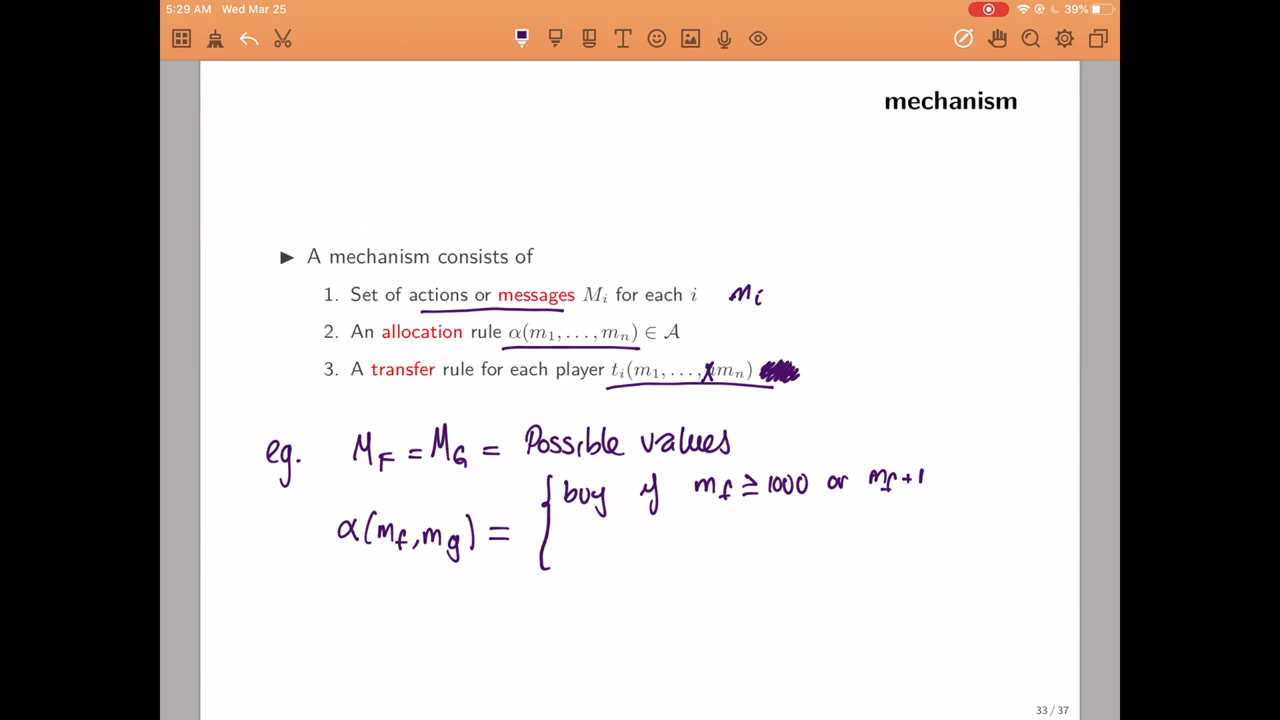 5:29 AM Wed Mar 25 39%
mechanism
▶ A mechanism consists of
1. Set of actions or messages Mᵢ for each i mᵢ
2. An allocation rule α(m₁, . . . , mₙ) ∈ 𝒜
3. A transfer rule for each player tᵢ(m₁, . . . , mₙ)
eg. M_F = M_G = Possible values
α(m_f, m_g) = { buy if m_f ≥ 1000 or m_f + 1
33 / 37